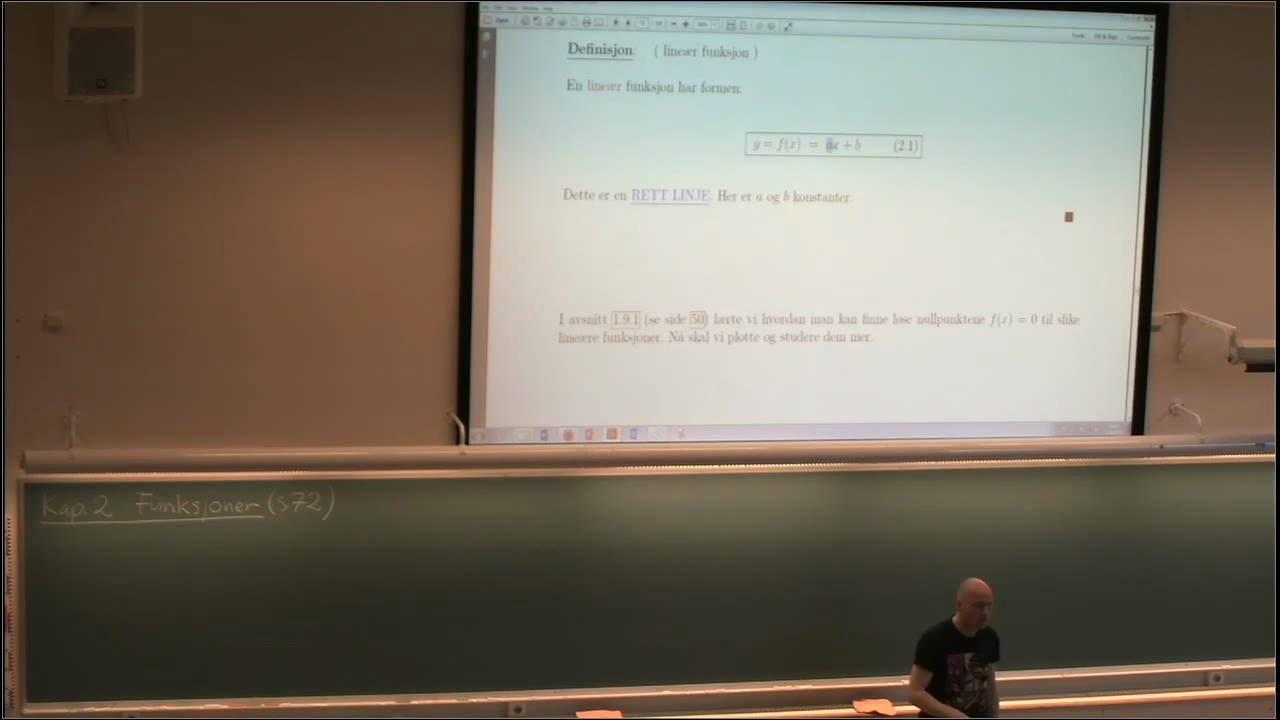 Definisjon: ( lineær funksjon )
En lineær funksjon har formen:
y = f(x) = ax + b (2.1)
Dette er en RETT LINJE. Her er a og b konstanter.
I avsnitt 1.9.1 (se side 50) lærte vi hvordan man kan finne løse nullpunktene f(x) = 0 til slike
lineære funksjoner. Nå skal vi plotte og studere dem mer.
Kap. 2 Funksjoner (s72)